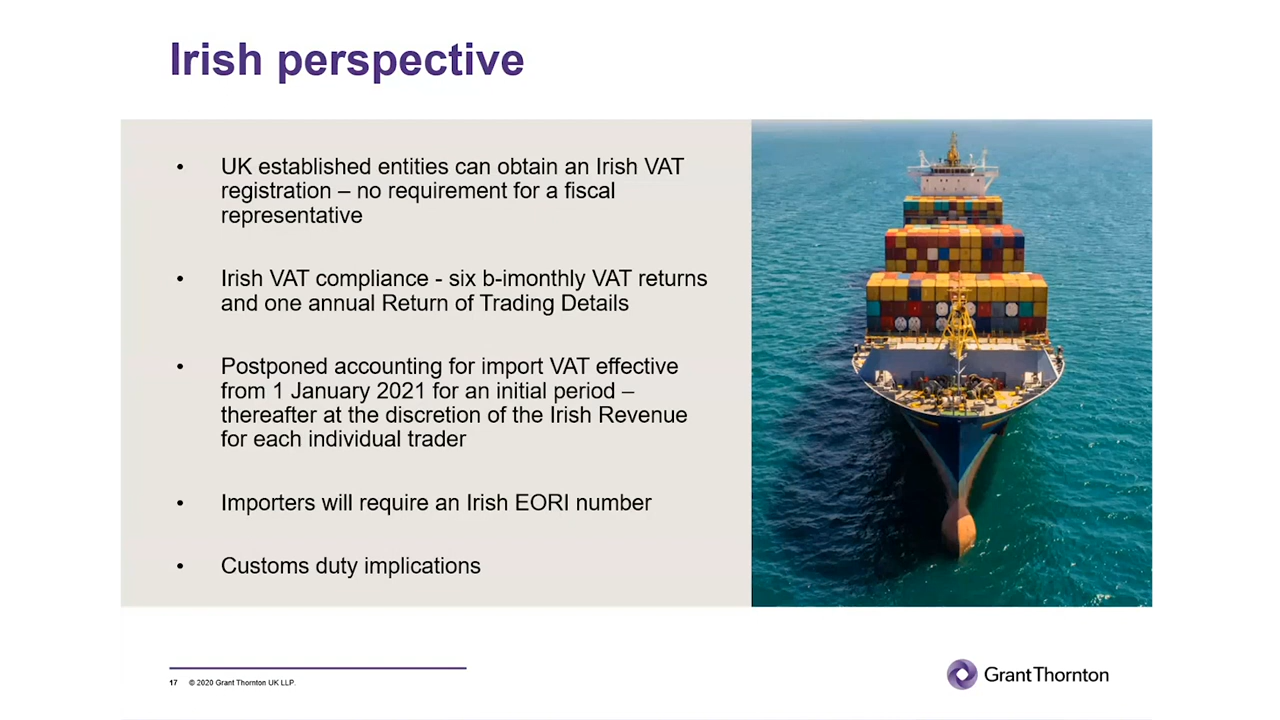 Irish perspective
• UK established entities can obtain an Irish VAT
registration – no requirement for a fiscal
representative
• Irish VAT compliance - six b-imonthly VAT returns
and one annual Return of Trading Details
• Postponed accounting for import VAT effective
from 1 January 2021 for an initial period –
thereafter at the discretion of the Irish Revenue
for each individual trader
• Importers will require an Irish EORI number
• Customs duty implications
17 © 2020 Grant Thornton UK LLP.
GrantThornton